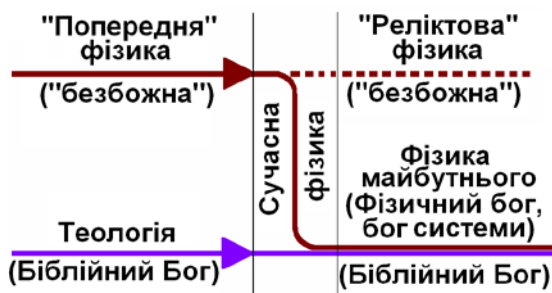 "Попередня"
фізика
("безбожна")
"Реліктова"
фізика
("безбожна")
Сучасна
фізика
Фізика
майбутнього
(Фізичний бог,
бог системи)
Теологія
(Біблійний Бог)
(Біблійний Бог)